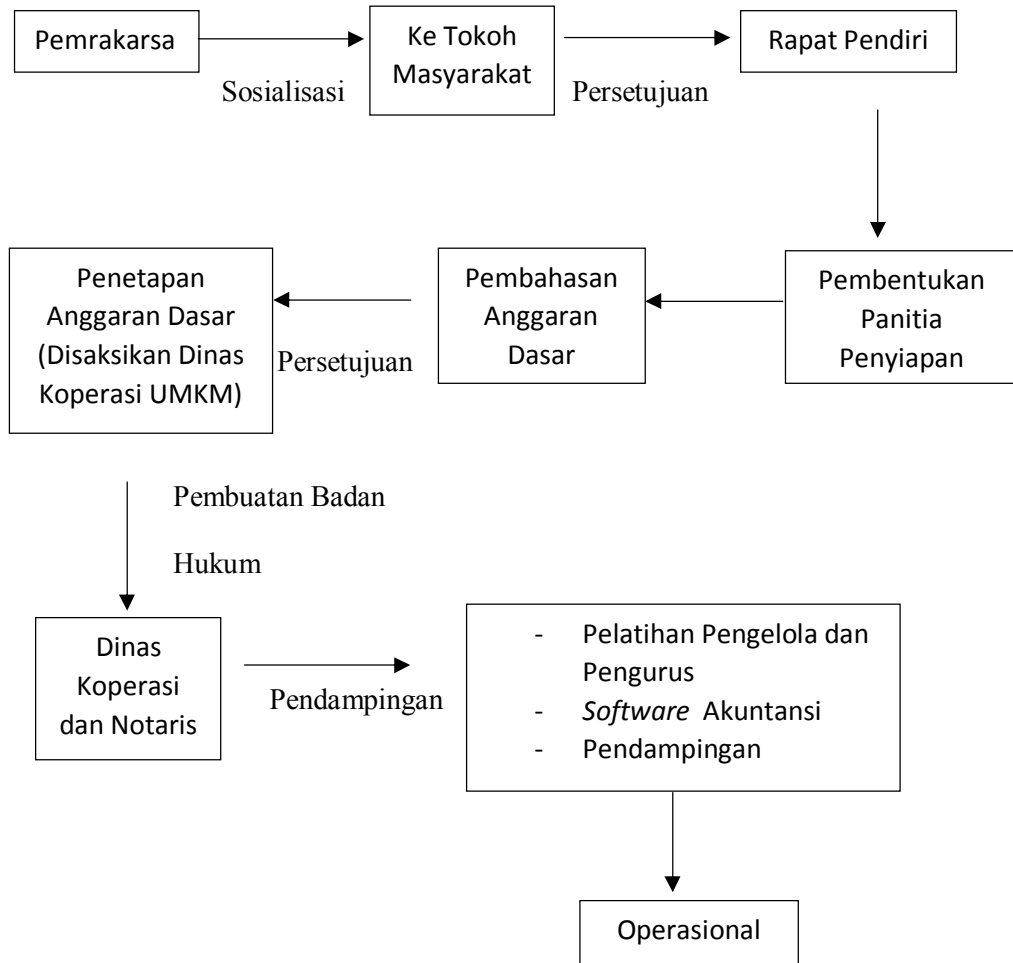 Pemrakarsa
Sosialisasi
Ke Tokoh
Masyarakat
Persetujuan
Rapat Pendiri
Pembentukan
Panitia
Penyiapan
Pembahasan
Anggaran
Dasar
Persetujuan
Penetapan
Anggaran Dasar
(Disaksikan Dinas
Koperasi UMKM)
Pembuatan Badan
Hukum
Dinas
Koperasi
dan Notaris
Pendampingan
- Pelatihan Pengelola dan
Pengurus
- Software Akuntansi
- Pendampingan
Operasional